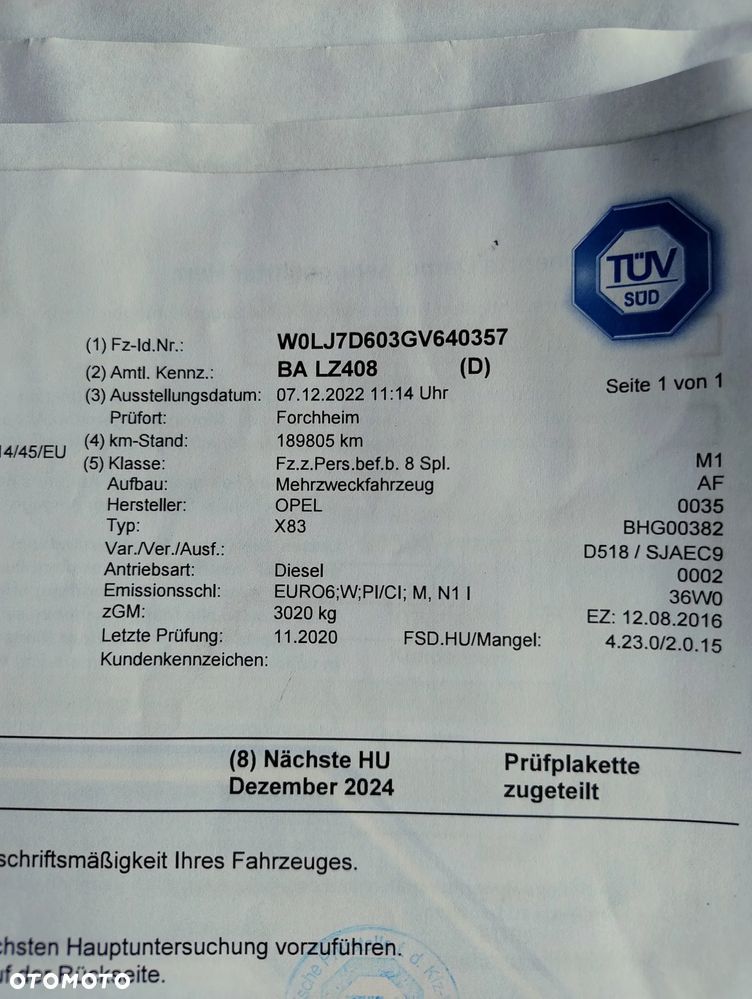 TÜV
SÜD
(1) Fz-Id.Nr.: W0LJ7D603GV640357
(2) Amtl. Kennz.: BA LZ408 (D)
(3) Ausstellungsdatum: 07.12.2022 11:14 Uhr Seite 1 von 1
Prüfort: Forchheim
14/45/EU (4) km-Stand: 189805 km
(5) Klasse: Fz.z.Pers.bef.b. 8 Spl. M1
Aufbau: Mehrzweckfahrzeug AF
Hersteller: OPEL 0035
Typ: X83 BHG00382
Var./Ver./Ausf.: D518 / SJAEC9
Antriebsart: Diesel 0002
Emissionsschl: EURO6;W;PI/CI; M, N1 I 36W0
zGM: 3020 kg EZ: 12.08.2016
Letzte Prüfung: 11.2020 FSD.HU/Mangel: 4.23.0/2.0.15
Kundenkennzeichen:
(8) Nächste HU Prüfplakette
Dezember 2024 zugeteilt
schriftsmäßigkeit Ihres Fahrzeuges.
chsten Hauptuntersuchung vorzuführen.
uf der Rückseite.
OTOMOTO